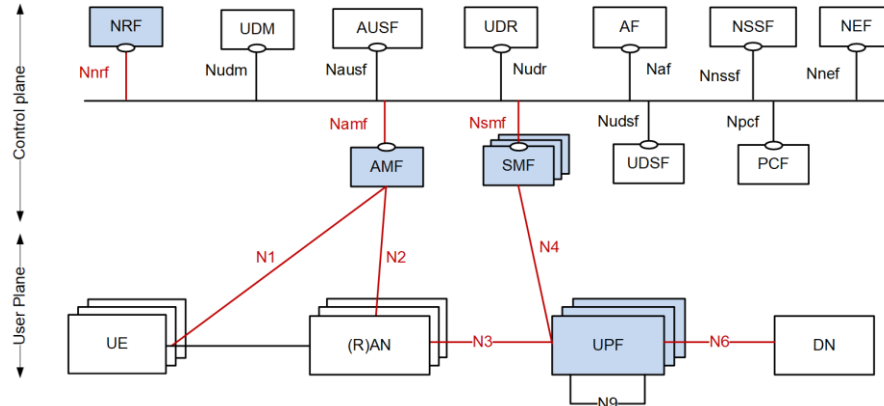 NRF
UDM
AUSF
UDR
AF
NSSF
NEF
Nnrf
Nudm
Nausf
Nudr
Naf
Nnssf
Nnef
Control plane
Namf
Nsmf
Nudsf
Npcf
AMF
SMF
UDSF
PCF
User Plane
N1
N2
N4
UE
(R)AN
N3
UPF
N6
DN
N9